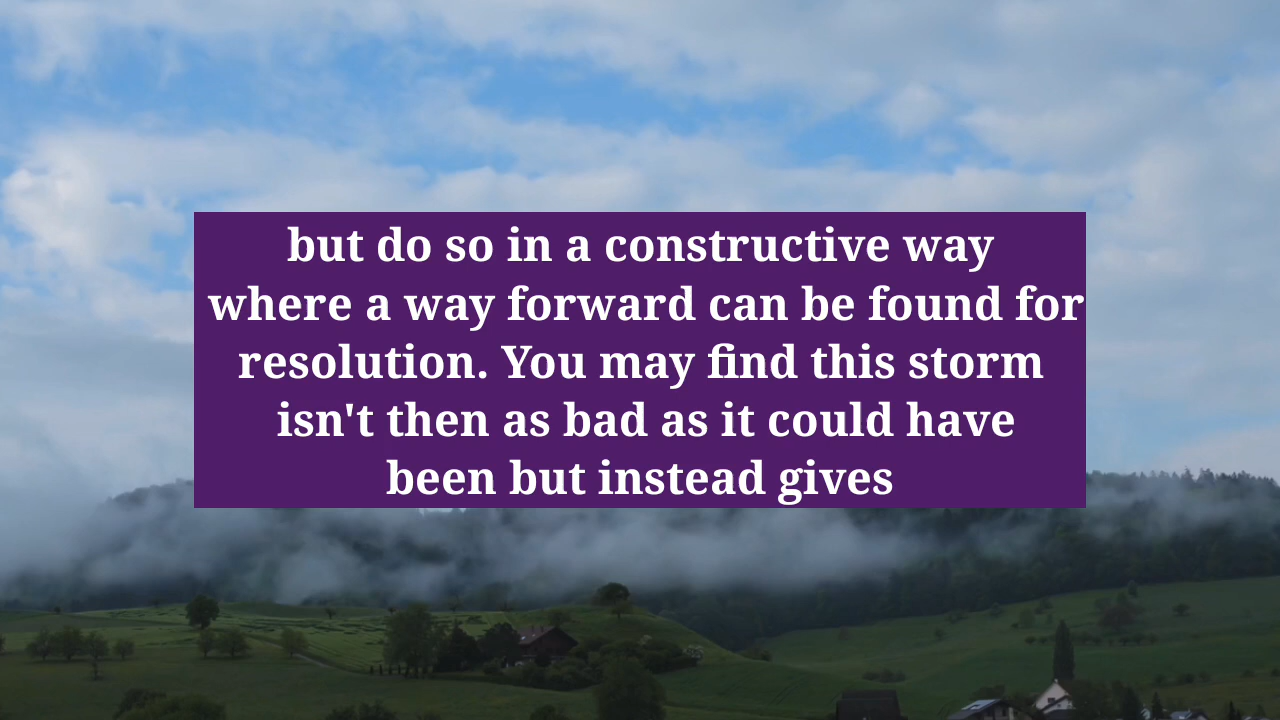 but do so in a constructive way
where a way forward can be found for
resolution. You may find this storm
isn't then as bad as it could have
been but instead gives